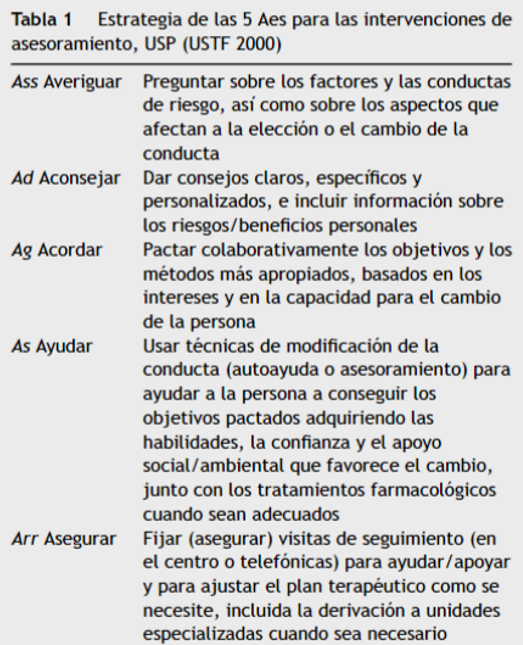 Tabla 1 Estrategia de las 5 Aes para las intervenciones de
asesoramiento, USP (USTF 2000)
Ass Averiguar Preguntar sobre los factores y las conductas
de riesgo, así como sobre los aspectos que
afectan a la elección o el cambio de la
conducta
Ad Aconsejar Dar consejos claros, específicos y
personalizados, e incluir información sobre
los riesgos/beneficios personales
Ag Acordar Pactar colaborativamente los objetivos y los
métodos más apropiados, basados en los
intereses y en la capacidad para el cambio
de la persona
As Ayudar Usar técnicas de modificación de la
conducta (autoayuda o asesoramiento) para
ayudar a la persona a conseguir los
objetivos pactados adquiriendo las
habilidades, la confianza y el apoyo
social/ambiental que favorece el cambio,
junto con los tratamientos farmacológicos
cuando sean adecuados
Arr Asegurar Fijar (asegurar) visitas de seguimiento (en
el centro o telefónicas) para ayudar/apoyar
y para ajustar el plan terapéutico como se
necesite, incluida la derivación a unidades
especializadas cuando sea necesario